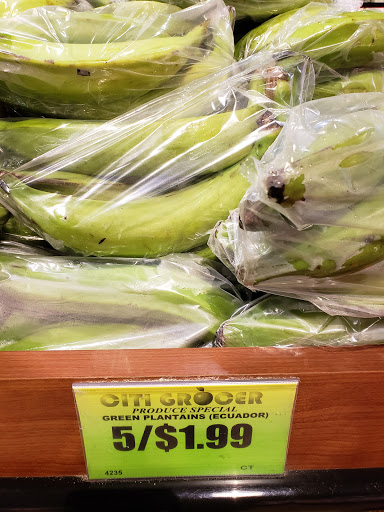 CITI GROCER
PRODUCE SPECIAL
GREEN PLANTAINS (ECUADOR)
5/$1.99
4235 CT